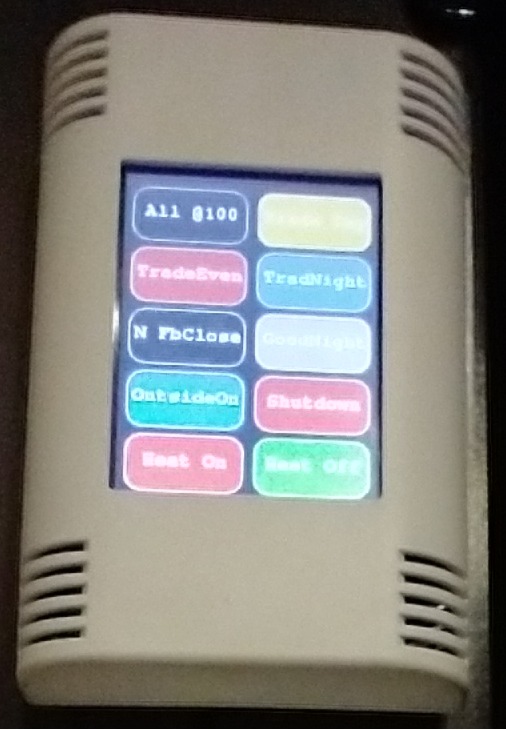 All @100
TradeEven
TradNight
N FbClose
GoodNight
OutsideOn
Shutdown
Heat On
Heat Off